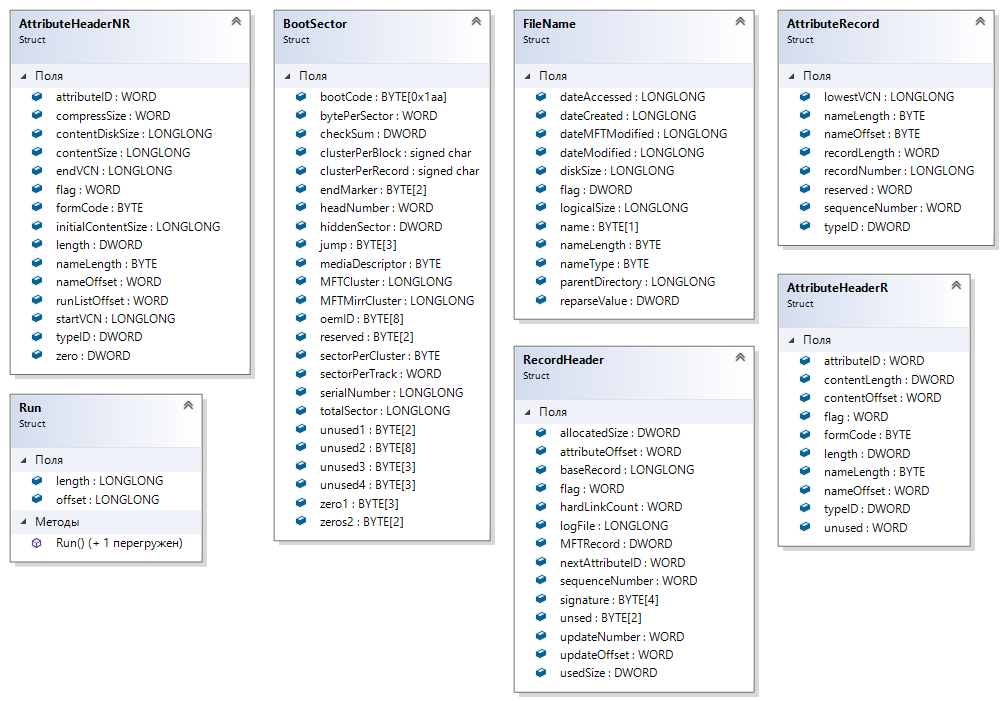 AttributeHeaderNR
Struct
Поля
attributeID : WORD
compressSize : WORD
contentDiskSize : LONGLONG
contentSize : LONGLONG
endVCN : LONGLONG
flag : WORD
formCode : BYTE
initialContentSize : LONGLONG
length : DWORD
nameLength : BYTE
nameOffset : WORD
runListOffset : WORD
startVCN : LONGLONG
typeID : DWORD
zero : DWORD
Run
Struct
Поля
length : LONGLONG
offset : LONGLONG
Методы
Run() (+ 1 перегружен)
BootSector
Struct
Поля
bootCode : BYTE[0x1aa]
bytePerSector : WORD
checkSum : DWORD
clusterPerBlock : signed char
clusterPerRecord : signed char
endMarker : BYTE[2]
headNumber : WORD
hiddenSector : DWORD
jump : BYTE[3]
mediaDescriptor : BYTE
MFTCluster : LONGLONG
MFTMirrCluster : LONGLONG
oemID : BYTE[8]
reserved : BYTE[2]
sectorPerCluster : BYTE
sectorPerTrack : WORD
serialNumber : LONGLONG
totalSector : LONGLONG
unused1 : BYTE[2]
unused2 : BYTE[8]
unused3 : BYTE[3]
unused4 : BYTE[3]
zero1 : BYTE[3]
zeros2 : BYTE[2]
FileName
Struct
Поля
dateAccessed : LONGLONG
dateCreated : LONGLONG
dateMFTModified : LONGLONG
dateModified : LONGLONG
diskSize : LONGLONG
flag : DWORD
logicalSize : LONGLONG
name : BYTE[1]
nameLength : BYTE
nameType : BYTE
parentDirectory : LONGLONG
reparseValue : DWORD
RecordHeader
Struct
Поля
allocatedSize : DWORD
attributeOffset : WORD
baseRecord : LONGLONG
flag : WORD
hardLinkCount : WORD
logFile : LONGLONG
MFTRecord : DWORD
nextAttributeID : WORD
sequenceNumber : WORD
signature : BYTE[4]
unsed : BYTE[2]
updateNumber : WORD
updateOffset : WORD
usedSize : DWORD
AttributeRecord
Struct
Поля
lowestVCN : LONGLONG
nameLength : BYTE
nameOffset : BYTE
recordLength : WORD
recordNumber : LONGLONG
reserved : WORD
sequenceNumber : WORD
typeID : DWORD
AttributeHeaderR
Struct
Поля
attributeID : WORD
contentLength : DWORD
contentOffset : WORD
flag : WORD
formCode : BYTE
length : DWORD
nameLength : BYTE
nameOffset : WORD
typeID : DWORD
unused : WORD